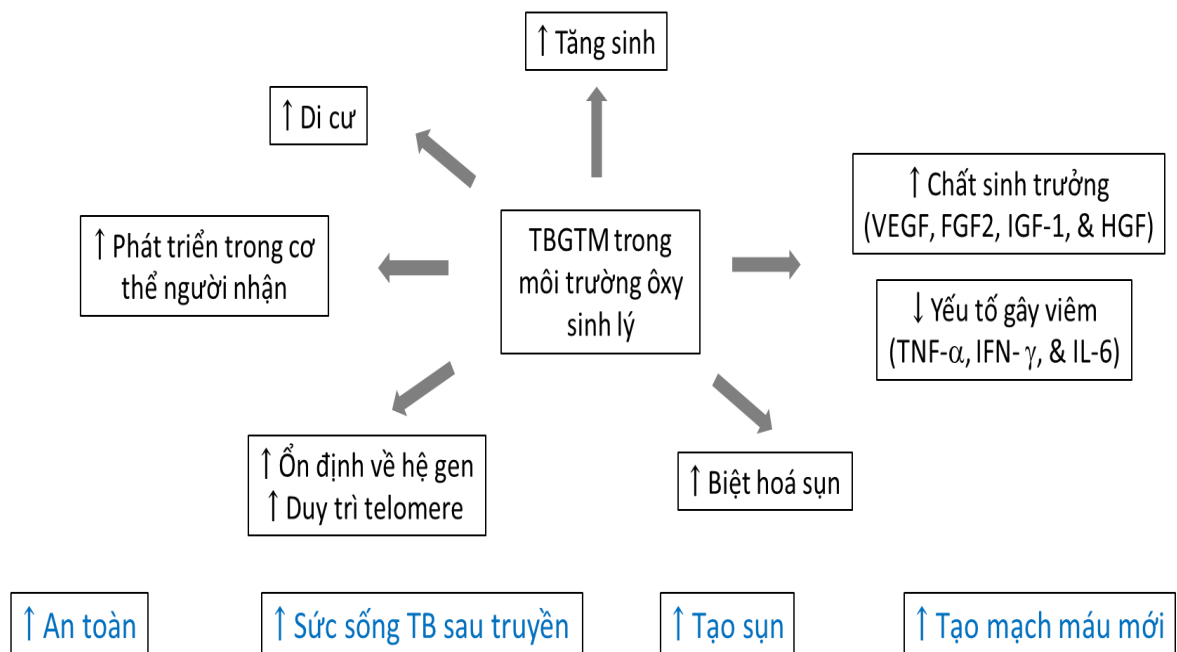 ↑ Tăng sinh
↑ Di cư
↑ Chất sinh trưởng
(VEGF, FGF2, IGF-1, & HGF)
↑ Phát triển trong cơ
thể người nhận
TBGTM trong
môi trường ôxy
sinh lý
↓ Yếu tố gây viêm
(TNF-α, IFN- γ, & IL-6)
↑ Ổn định về hệ gen
↑ Duy trì telomere
↑ Biệt hoá sụn
↑ An toàn
↑ Sức sống TB sau truyền
↑ Tạo sụn
↑ Tạo mạch máu mới